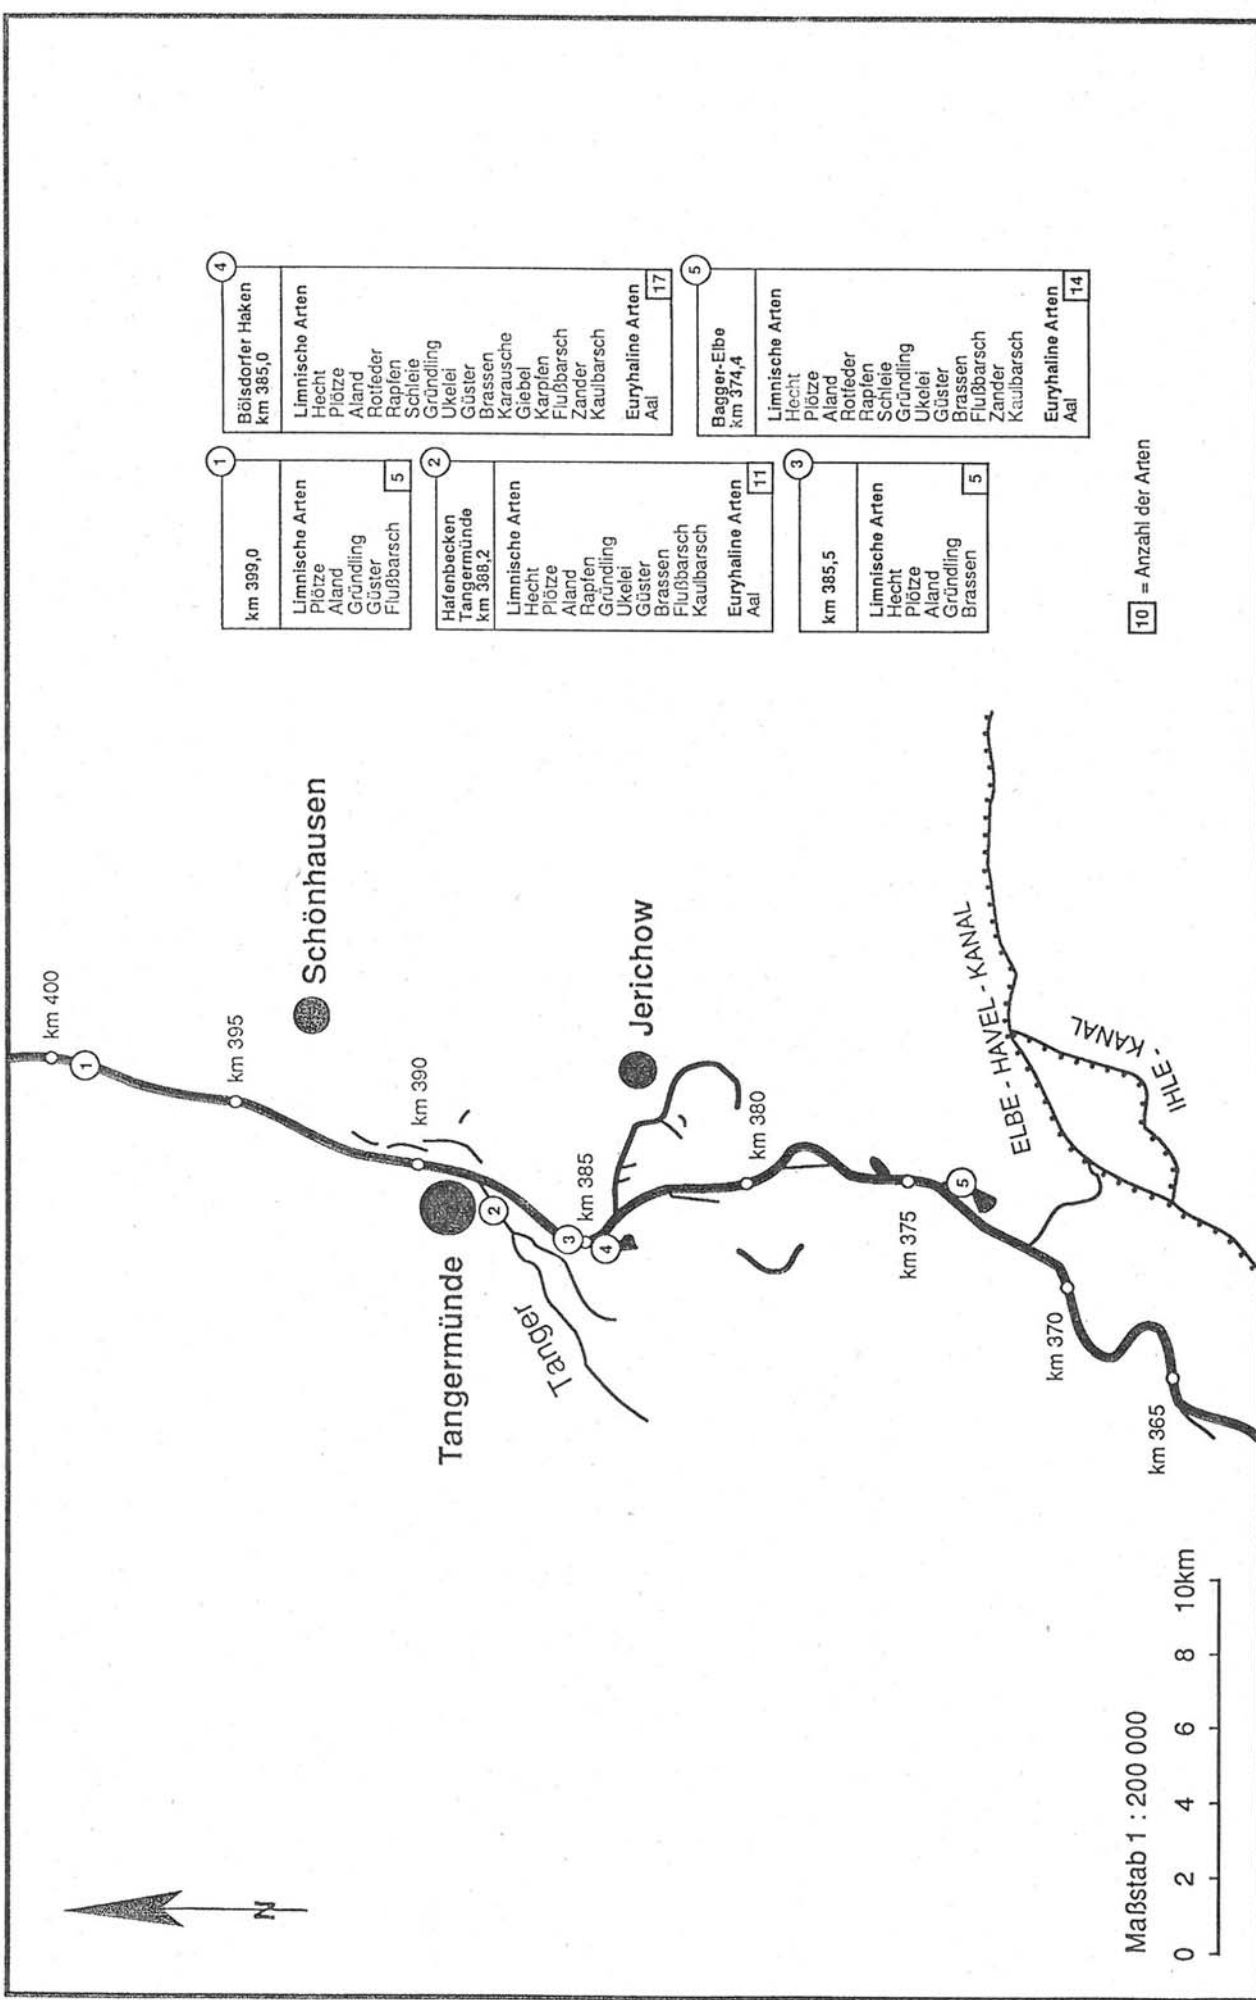 N
km 400
1
km 395
Schönhausen
km 390
Tangermünde
2
Tanger
3
km 385
4
Jerichow
km 380
km 375
5
ELBE - HAVEL - KANAL
IHLE - KANAL
km 370
km 365
Maßstab 1 : 200 000
0 2 4 6 8 10km
1
km 399,0
Limnische Arten
Plötze
Aland
Gründling
Güster
Flußbarsch
5
2
Hafenbecken
Tangermünde
km 388,2
Limnische Arten
Hecht
Plötze
Aland
Rapfen
Gründling
Ukelei
Güster
Brassen
Flußbarsch
Kaulbarsch
Euryhaline Arten
Aal
11
3
km 385,5
Limnische Arten
Hecht
Plötze
Aland
Gründling
Brassen
5
4
Bölsdorfer Haken
km 385,0
Limnische Arten
Hecht
Plötze
Aland
Rotfeder
Rapfen
Schleie
Gründling
Ukelei
Güster
Brassen
Karausche
Giebel
Karpfen
Flußbarsch
Zander
Kaulbarsch
Euryhaline Arten
Aal
17
5
Bagger-Elbe
km 374,4
Limnische Arten
Hecht
Plötze
Aland
Rotfeder
Rapfen
Schleie
Gründling
Ukelei
Güster
Brassen
Flußbarsch
Zander
Kaulbarsch
Euryhaline Arten
Aal
14
10 = Anzahl der Arten